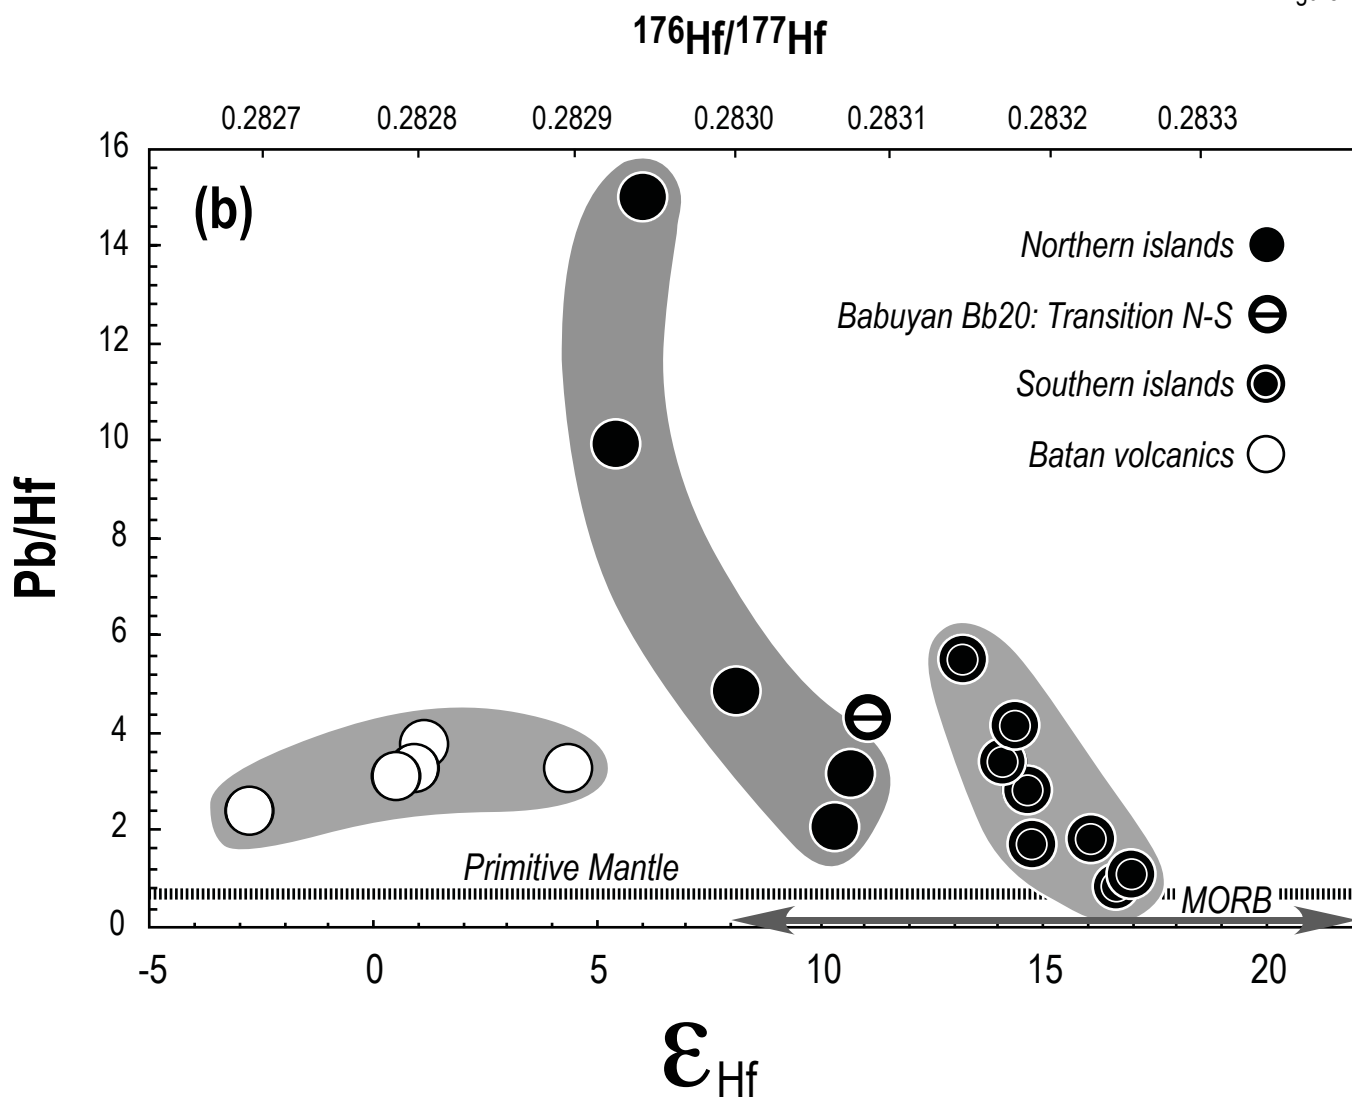 176Hf/177Hf
0.2827 0.2828 0.2829 0.2830 0.2831 0.2832 0.2833
16
(b)
14
Northern islands
Babuyan Bb20: Transition N-S
12
Southern islands
10
Batan volcanics
Pb/Hf
8
6
4
2
Primitive Mantle
MORB
0
-5 0 5 10 15 20
εHf